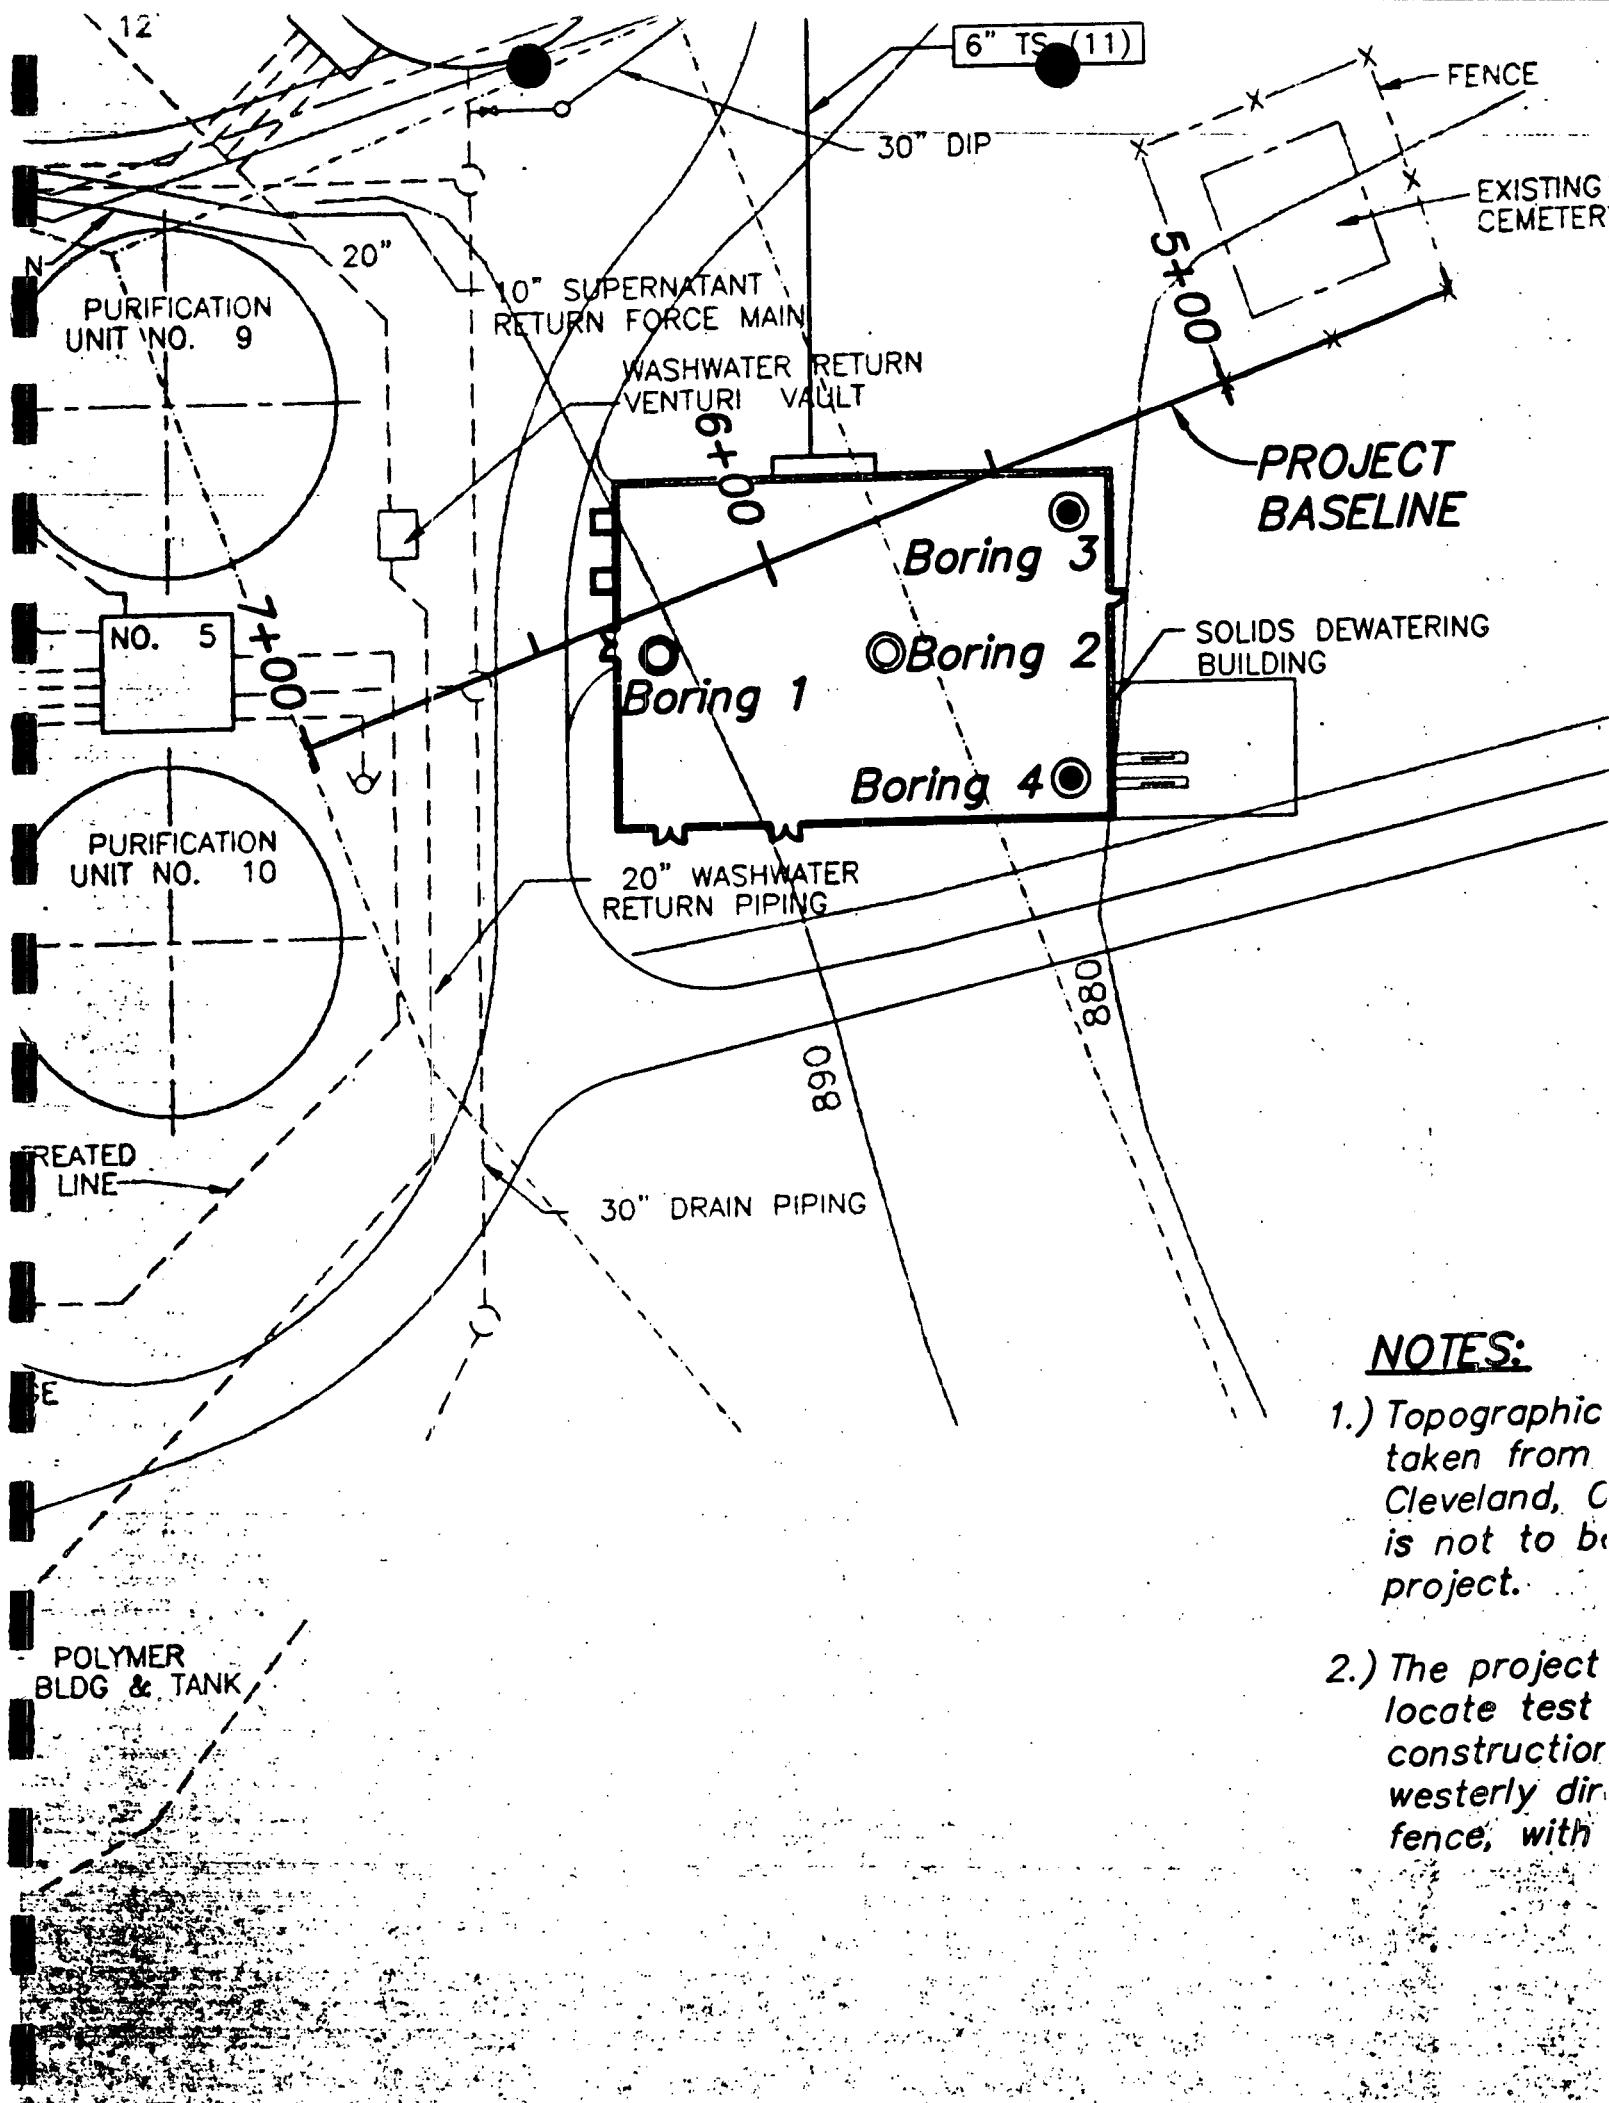 12'
6" TS (11)
FENCE
30" DIP
EXISTING
5+00
20"
N
10" SUPERNATANT
RETURN FORCE MAIN
PURIFICATION
UNIT NO. 9
WASHWATER RETURN
VENTURI VAULT
6+00
PROJECT
BASELINE
Boring 3
7+00
NO. 5
SOLIDS DEWATERING
BUILDING
Boring 2
Boring 1
Boring 4
PURIFICATION
UNIT NO. 10
20" WASHWATER
RETURN PIPING
880
890
LINE
30" DRAIN PIPING
NOTES:
1.) Topographic
taken from
Cleveland,
is not to
project.
POLYMER
BLDG & TANK
2.) The project
locate test
westerly
fence, with